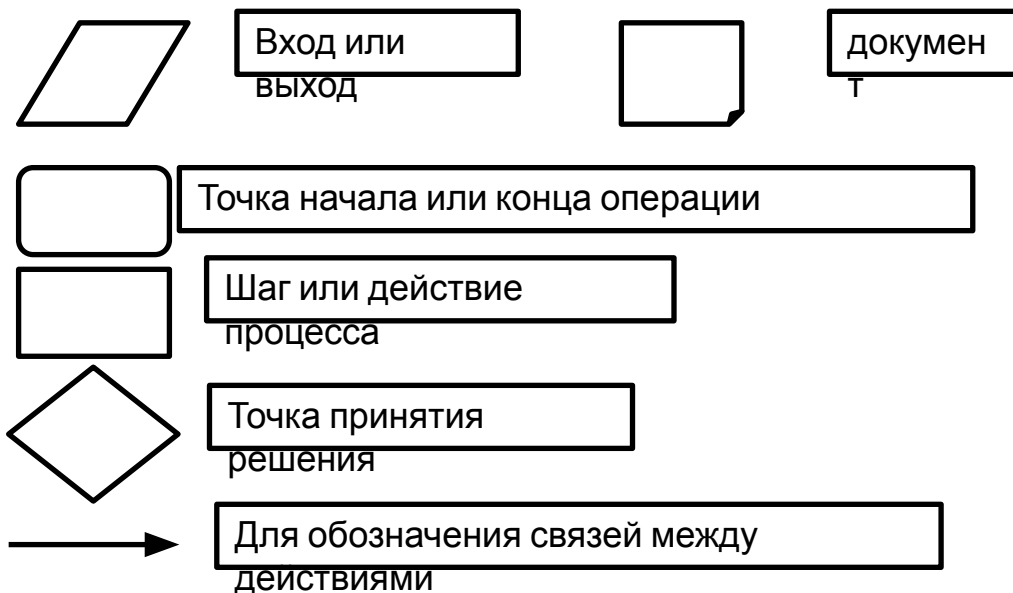 Вход или
выход
докумен
т
Точка начала или конца операции
Шаг или действие
процесса
Точка принятия
решения
Для обозначения связей между
действиями